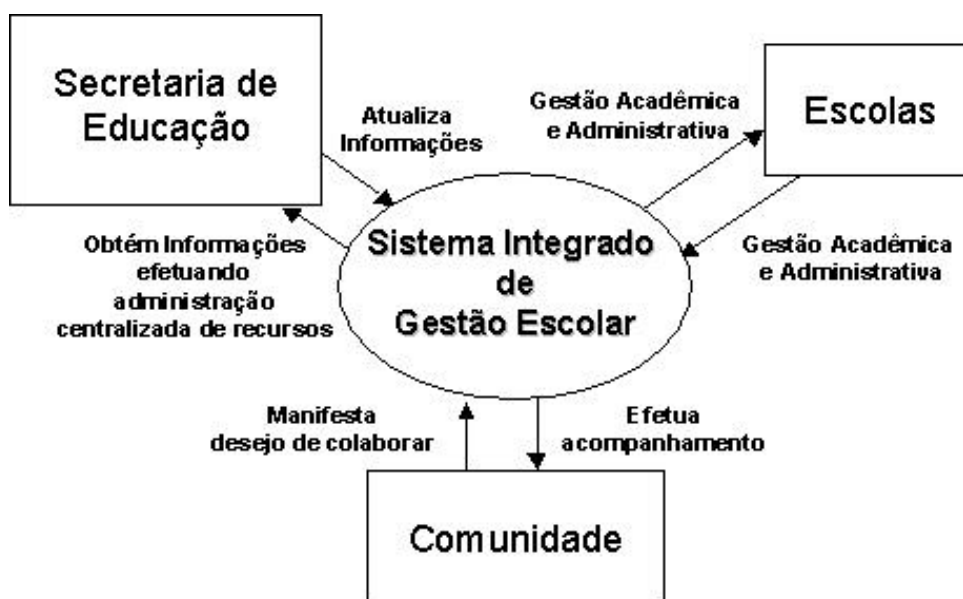 Secretaria de
Educação
Atualiza
Informações
Gestão Acadêmica
e Administrativa
Escolas
Obtém Informações
efetuando
administração
centralizada de recursos
Sistema Integrado
de
Gestão Escolar
Gestão Acadêmica
e Administrativa
Manifesta
desejo de colaborar
Efetua
acompanhamento
Comunidade